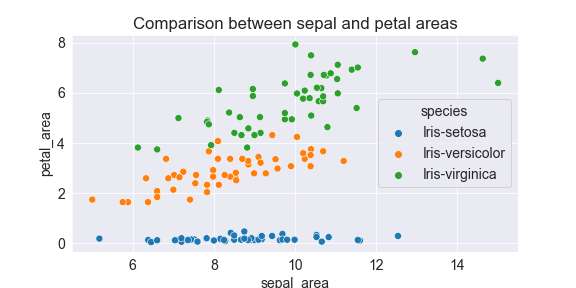 Comparison between sepal and petal areas
8
6
4
2
0
petal_area
species
Iris-setosa
Iris-versicolor
Iris-virginica
6 8 10 12 14
sepal_area